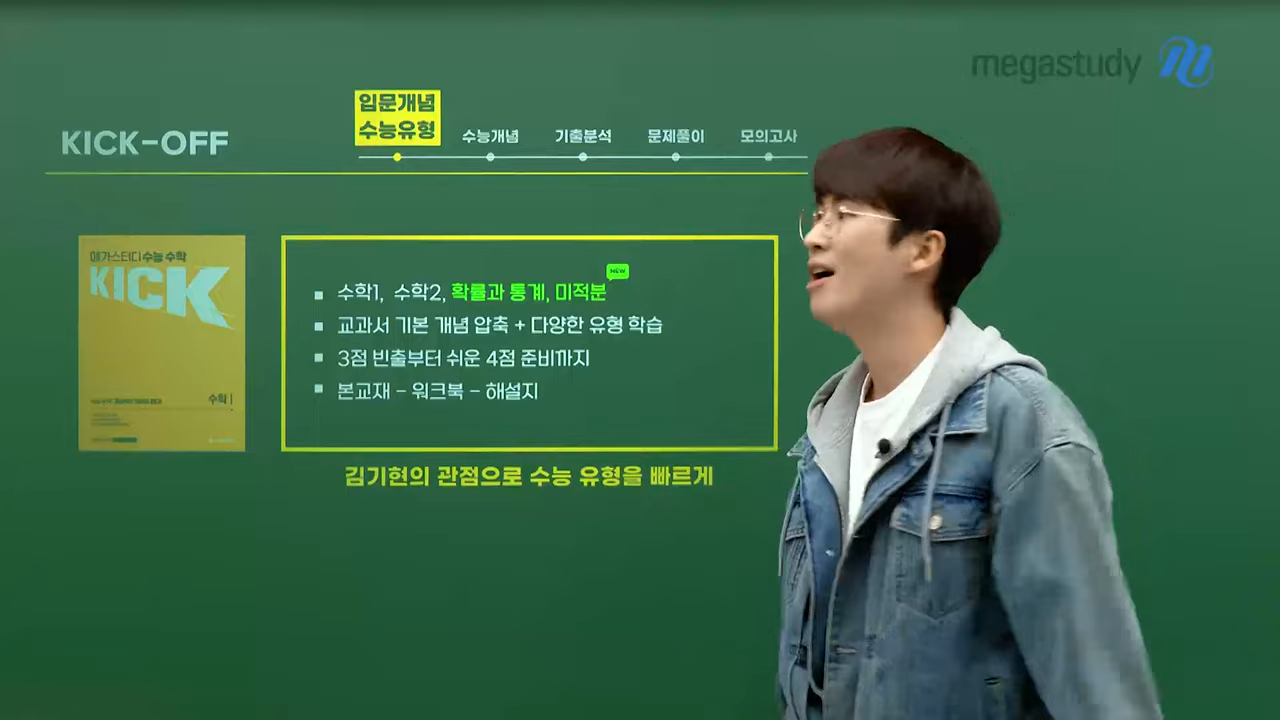 megastudy
입문개념
수능유형
KICK-OFF
수능개념
기출분석
문제풀이
모의고사
메가스터디 수능 수학
KICK
수학 I
NEW
▪ 수학1, 수학2, 확률과 통계, 미적분
▪ 교과서 기본 개념 압축 + 다양한 유형 학습
▪ 3점 빈출부터 쉬운 4점 준비까지
▪ 본교재 - 워크북 - 해설지
김기현의 관점으로 수능 유형을 빠르게